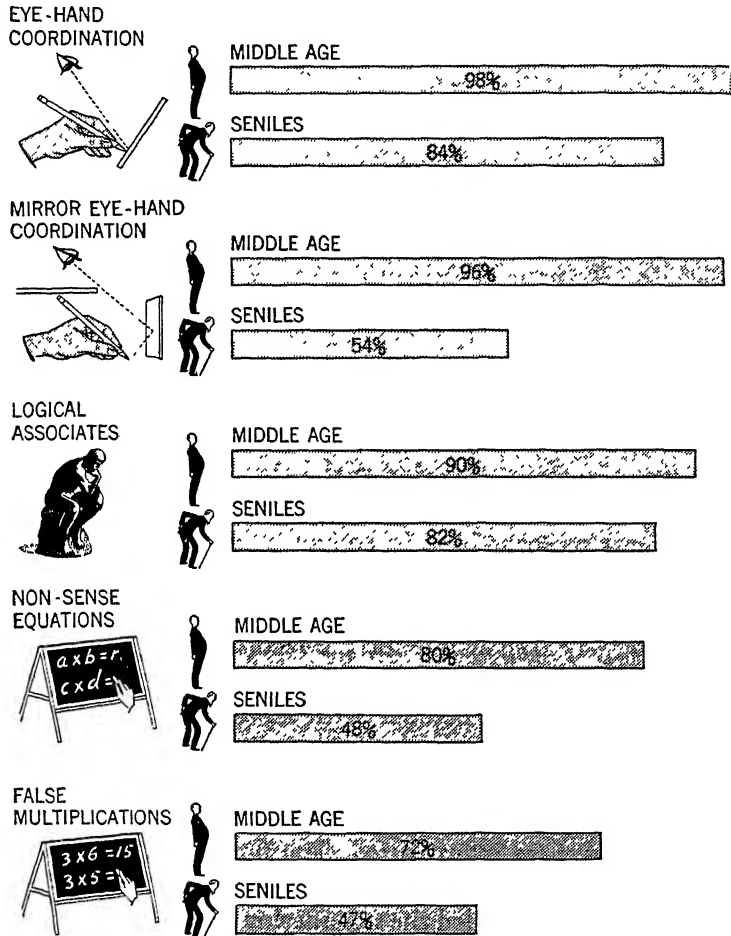 EYE-HAND
COORDINATION
MIDDLE AGE
98%
SENILES
84%
MIRROR EYE-HAND
COORDINATION
MIDDLE AGE
96%
SENILES
54%
LOGICAL
ASSOCIATES
MIDDLE AGE
90%
SENILES
82%
NON-SENSE
EQUATIONS
a x b = r.
c x d =
MIDDLE AGE
80%
SENILES
48%
FALSE
MULTIPLICATIONS
3 x 6 = 15
3 x 5 =
MIDDLE AGE
72%
SENILES
47%